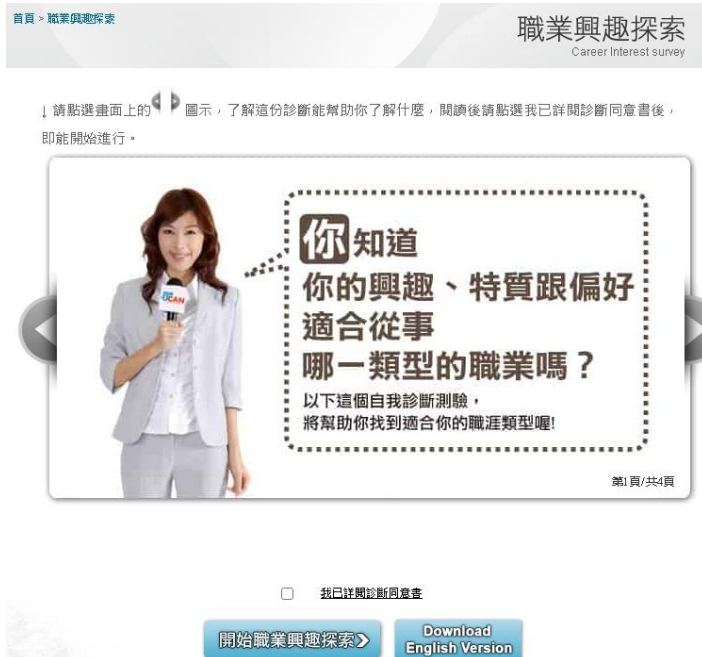 首頁 > 職業興趣探索
職業興趣探索
Career Interest survey
↓ 請點選畫面上的 圖示，了解這份診斷能幫助你了解什麼，閱讀後請點選我已詳閱診斷同意書後，
即能開始進行。
你知道
你的興趣、特質跟偏好
適合從事
哪一類型的職業嗎？
以下這個自我診斷測驗，
將幫助你找到適合你的職涯類型喔!
UCAN
第1頁/共4頁
我已詳閱診斷同意書
開始職業興趣探索
Download
English Version